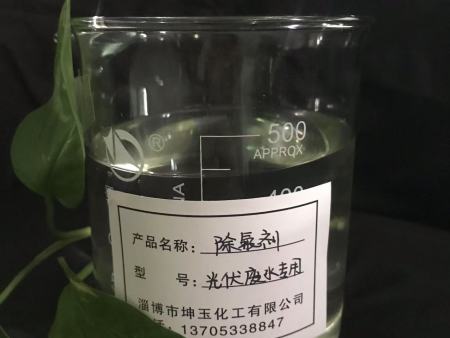 ®
500
APPROX
400
产品名称：除氟剂
型 号：光伏废水专用
淄博市坤玉化工有限公司
13705338847